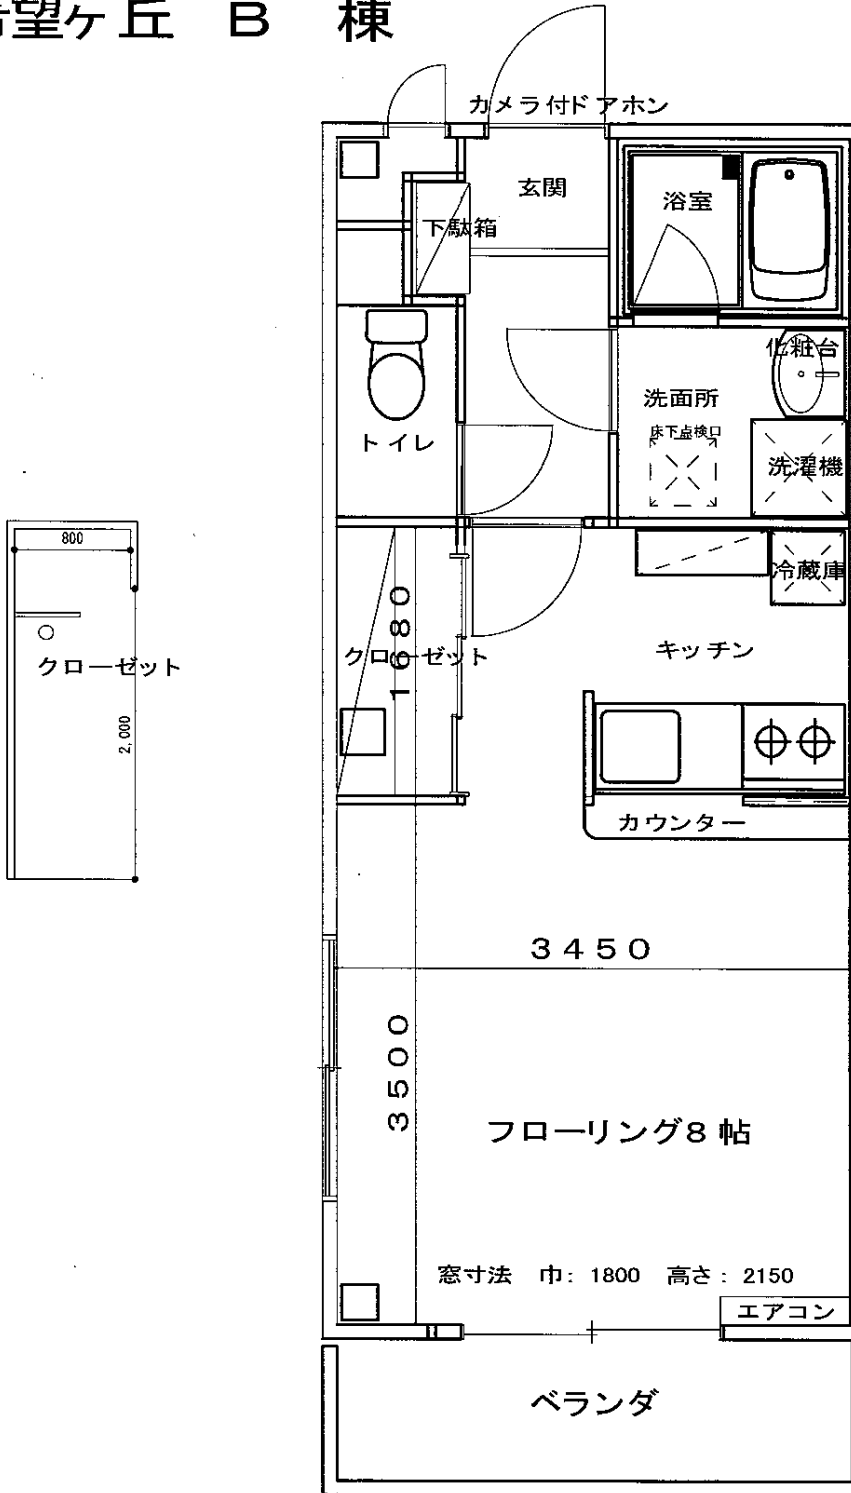 希望ヶ丘 B 棟
カメラ付ドアホン
玄関
浴室
下駄箱
化粧台
洗面所
床下点検口
トイレ
洗濯機
800
冷蔵庫
1680
クローゼット
キッチン
クローゼット
2,000
カウンター
3450
3500
フローリング8帖
窓寸法 巾: 1800 高さ: 2150
エアコン
ベランダ